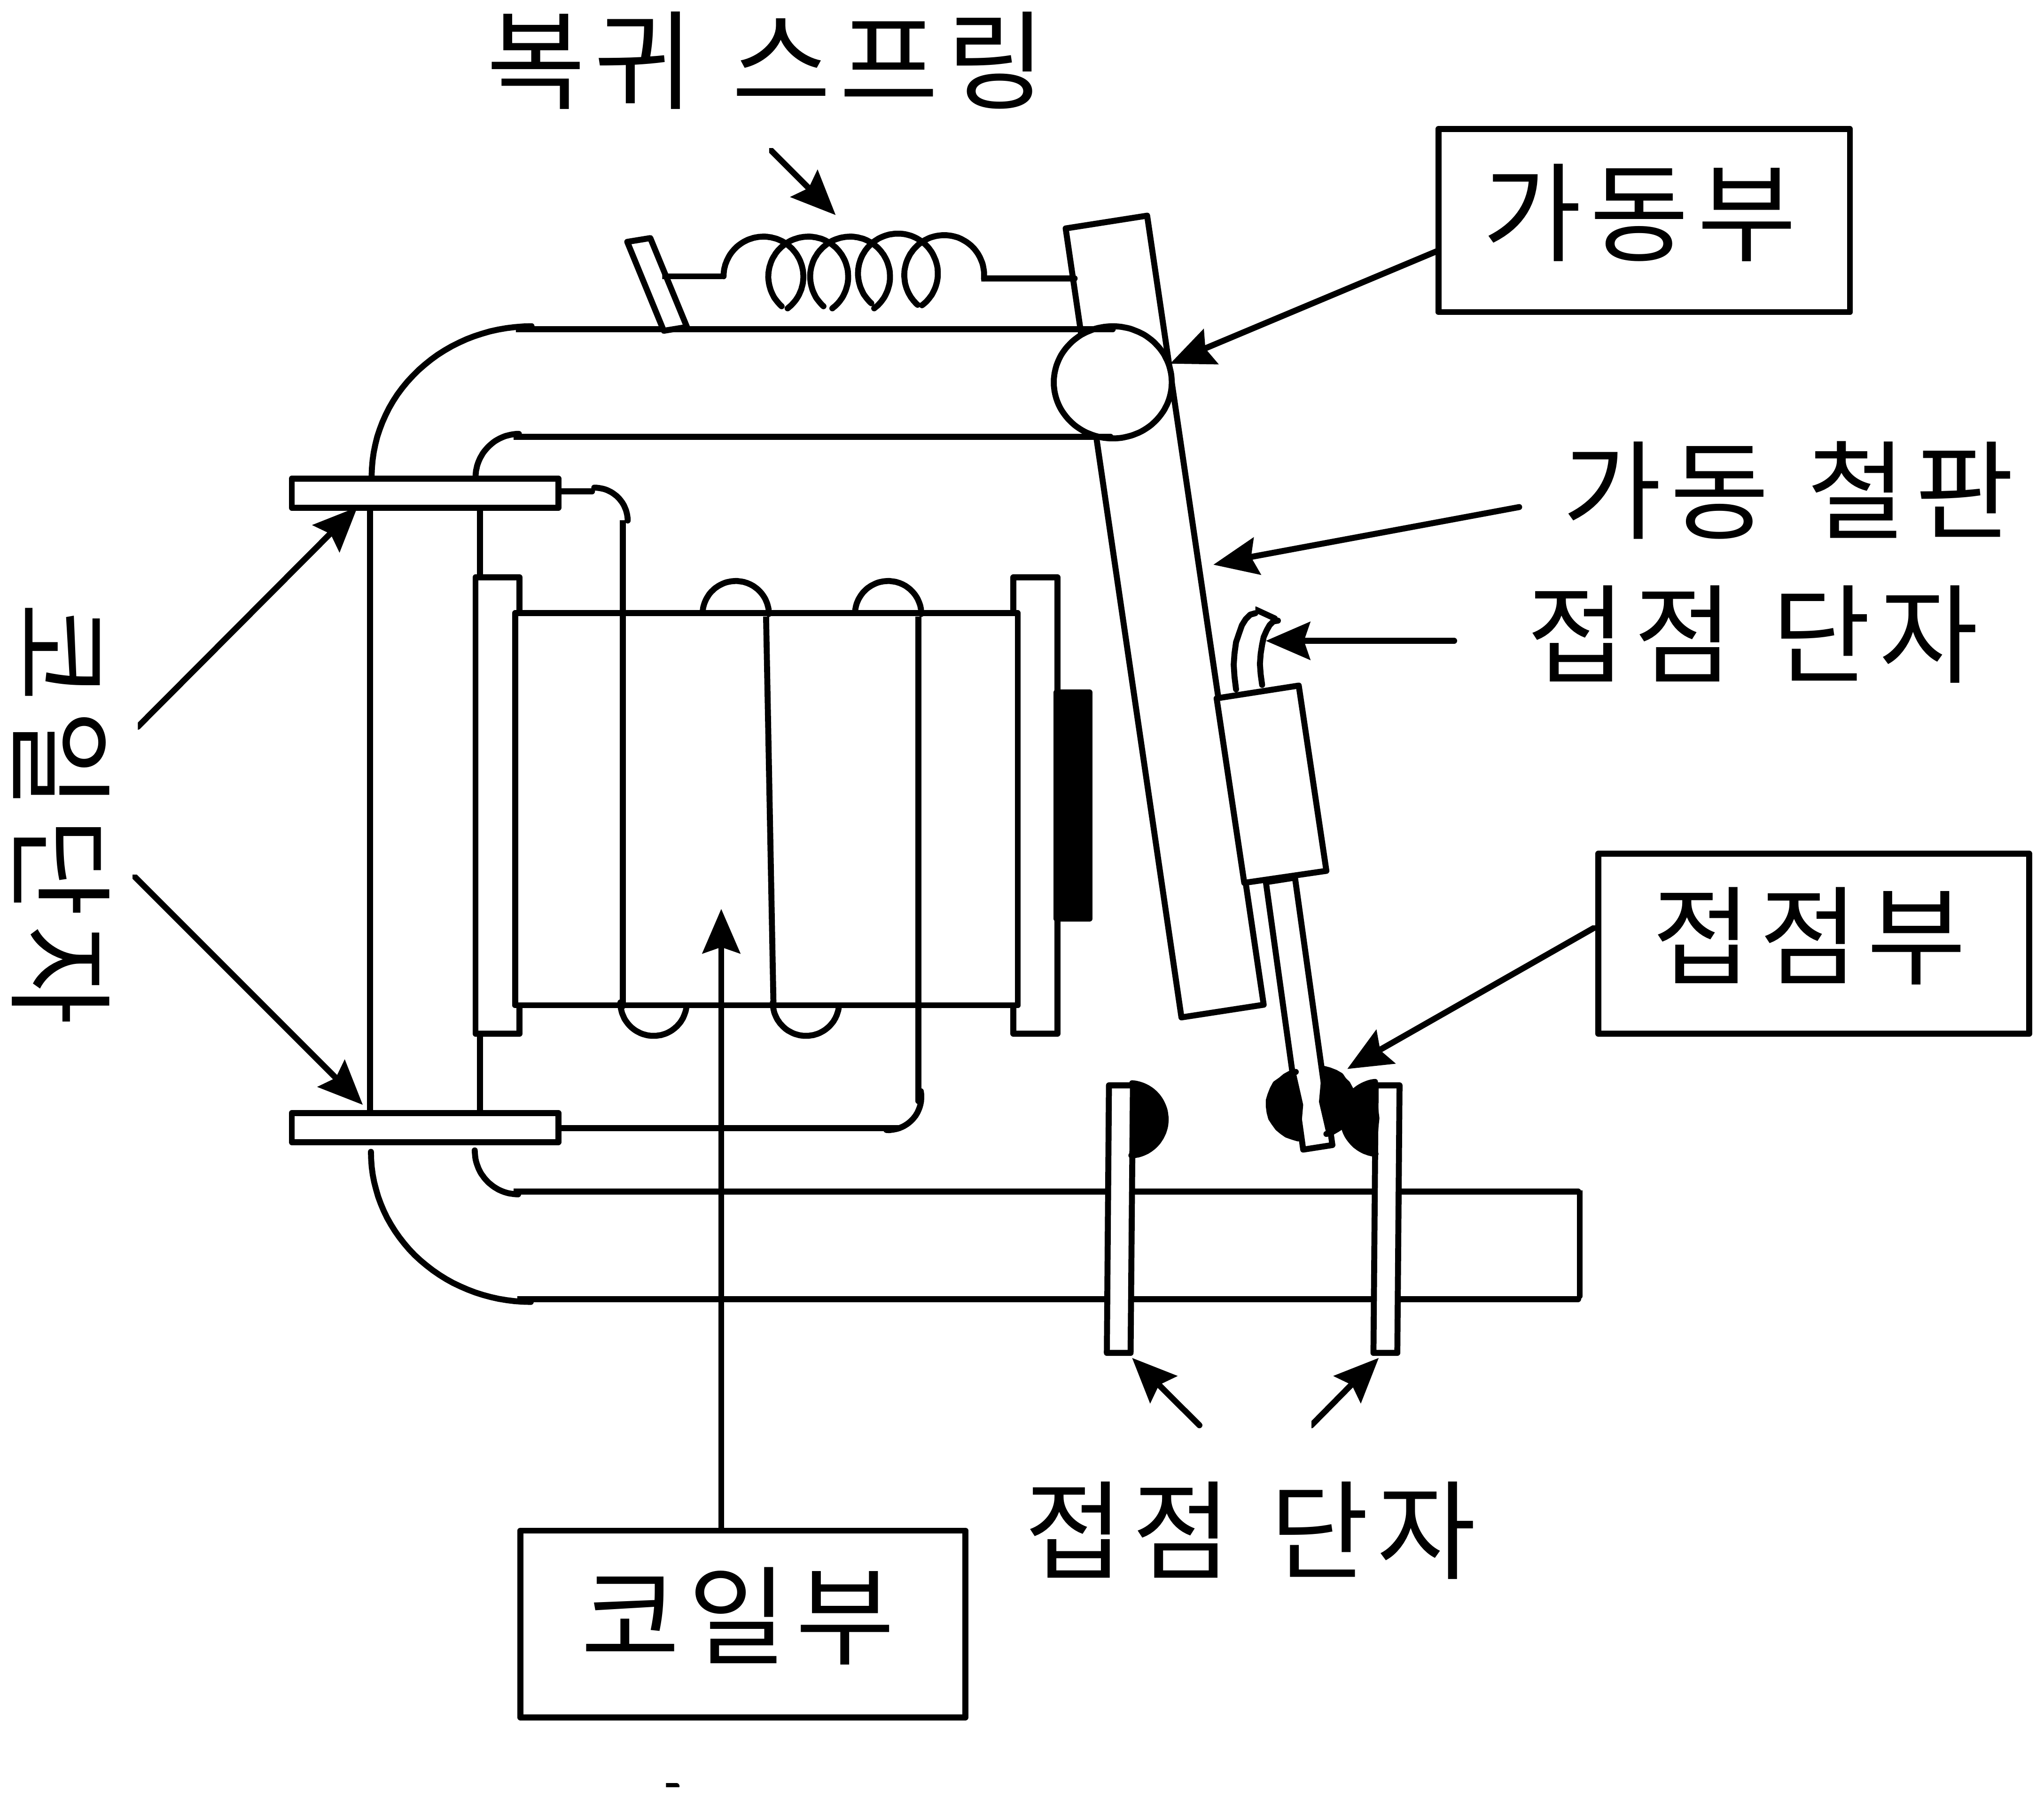 복귀 스프링
가동부
가동 철판
접점 단자
코일단자
접점부
접점 단자
코일부